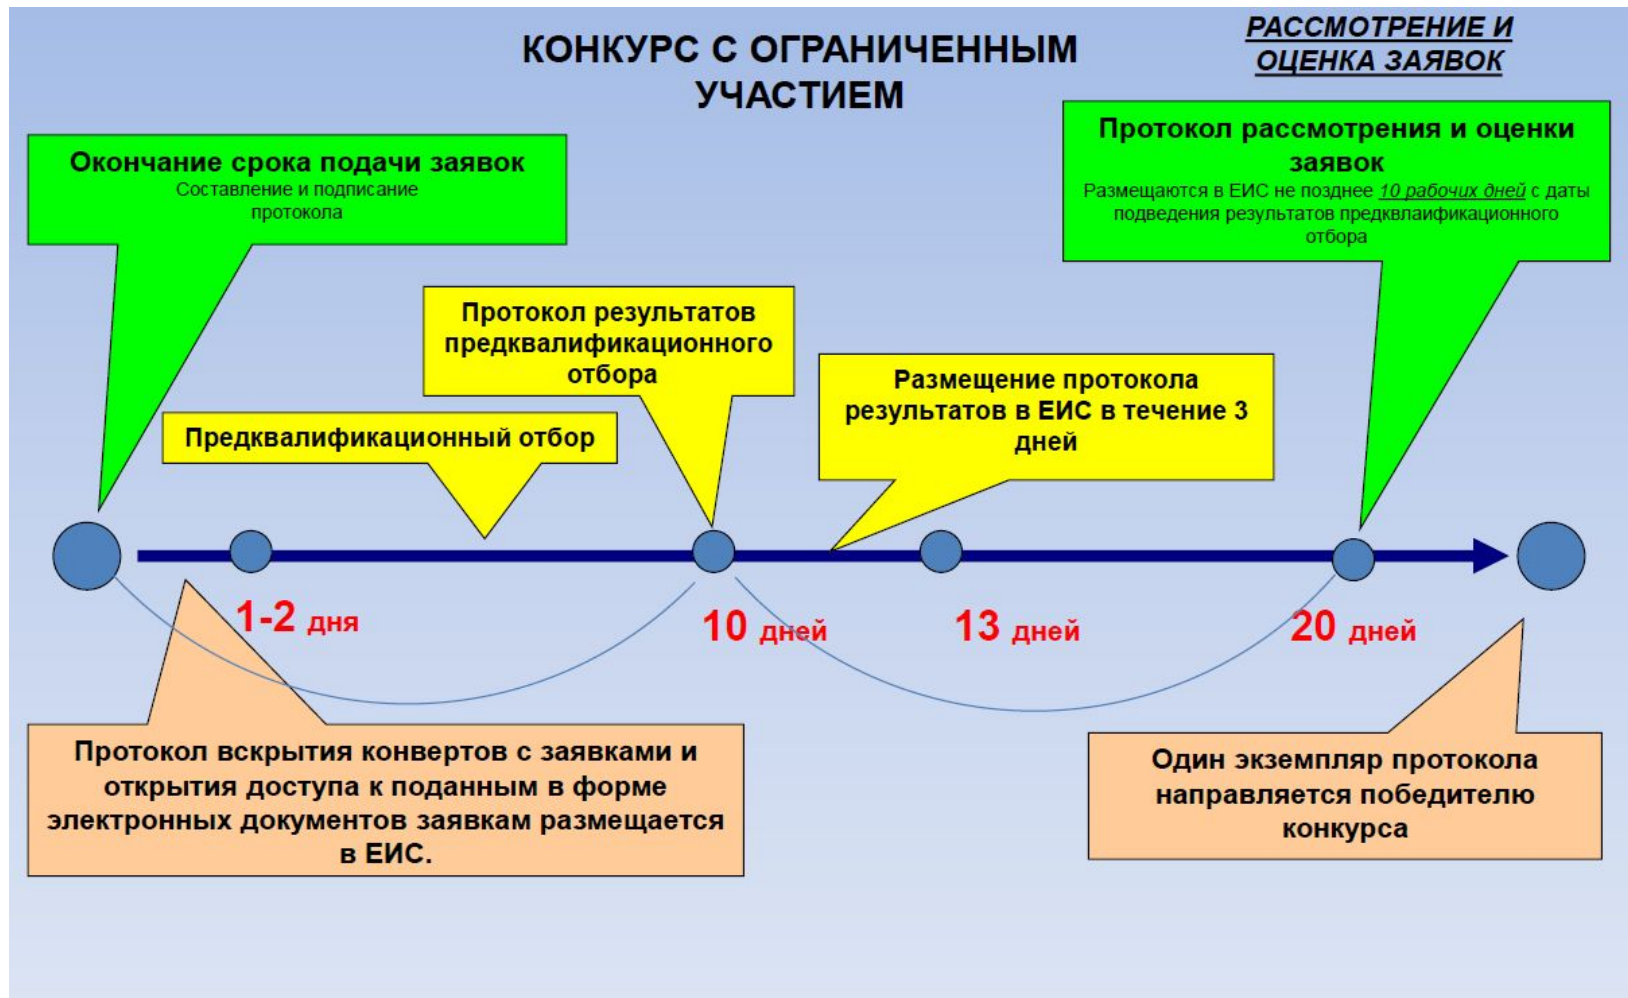 КОНКУРС С ОГРАНИЧЕННЫМ
УЧАСТИЕМ
РАССМОТРЕНИЕ И
ОЦЕНКА ЗАЯВОК
Окончание срока подачи заявок
Составление и подписание
протокола
Протокол рассмотрения и оценки
заявок
Размещаются в ЕИС не позднее 10 рабочих дней с даты
подведения результатов предквлаификационного
отбора
Протокол результатов
предквалификационного
отбора
Размещение протокола
результатов в ЕИС в течение 3
дней
Предквалификационный отбор
1-2 дня
10 дней
13 дней
20 дней
Протокол вскрытия конвертов с заявками и
открытия доступа к поданным в форме
электронных документов заявкам размещается
в ЕИС.
Один экземпляр протокола
направляется победителю
конкурса